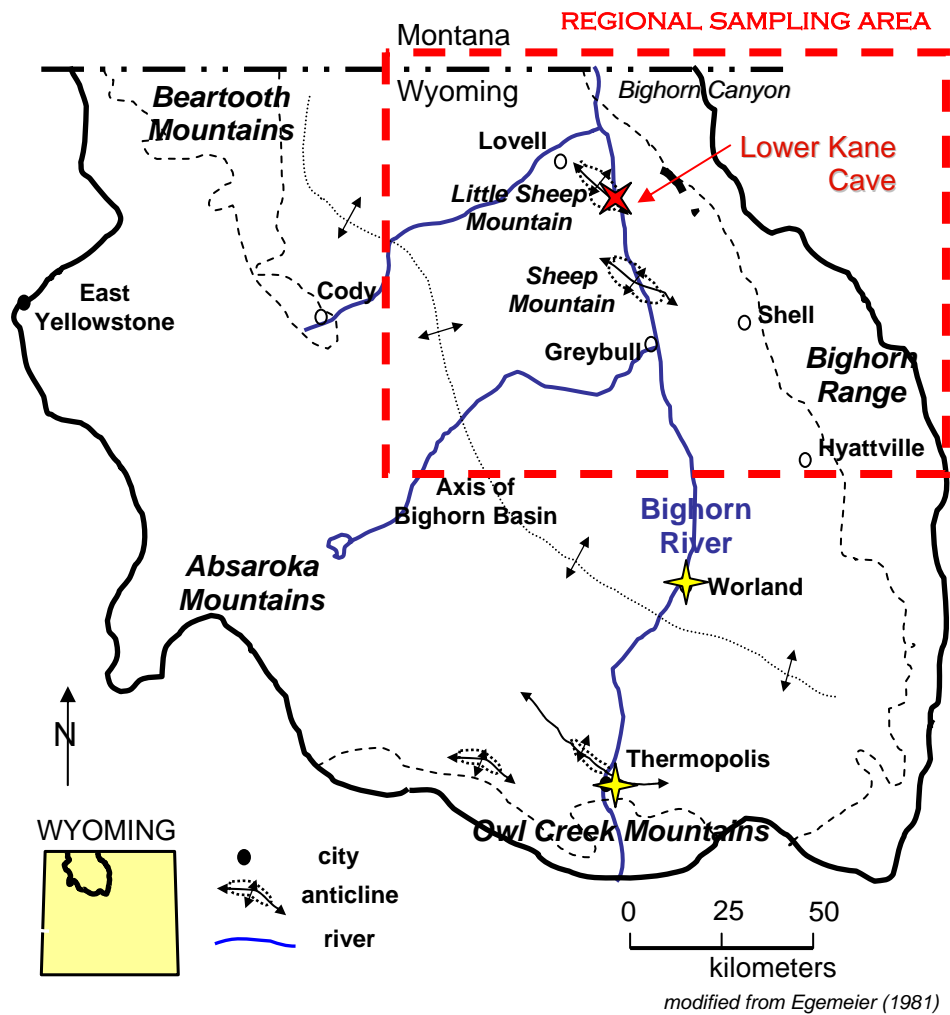 REGIONAL SAMPLING AREA
Montana
Wyoming
Bighorn Canyon
Beartooth
Mountains
Lovell
Lower Kane
Cave
Little Sheep
Mountain
Sheep
Mountain
East
Yellowstone
Cody
Shell
Greybull
Bighorn
Range
Hyattville
Axis of
Bighorn Basin
Bighorn
River
Absaroka
Mountains
Worland
N
Thermopolis
Owl Creek Mountains
WYOMING
city
anticline
river
0 25 50
kilometers
modified from Egemeier (1981)